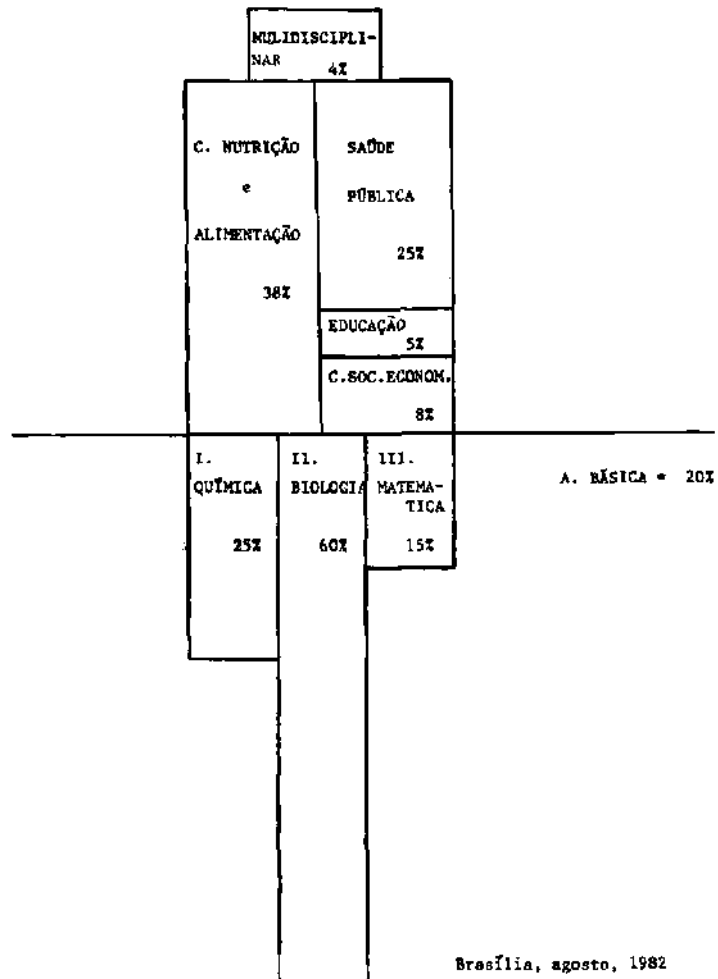 MULIDISCIPLI-
NAR
4%
C. NUTRIÇÃO
e
ALIMENTAÇÃO
38%
SAÚDE
PÚBLICA
25%
EDUCAÇÃO
5%
C.SOC.ECONOM.
8%
I.
QUÍMICA
25%
II.
BIOLOGIA
60%
III.
MATEMA-
TICA
15%
A. BÁSICA = 20%
Brasília, agosto, 1982